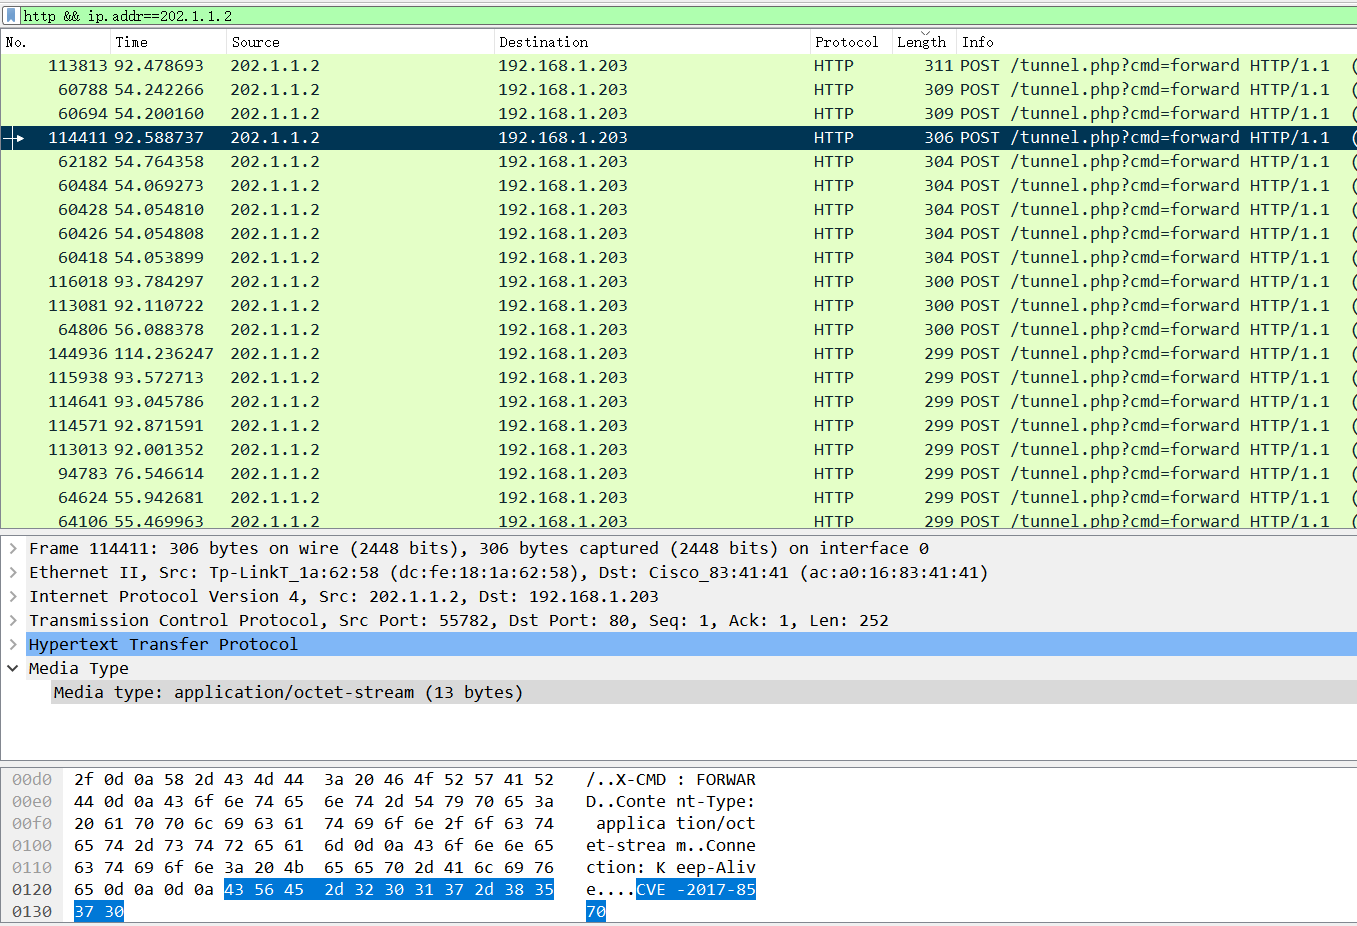 http && ip.addr==202.1.1.2
No. Time Source Destination Protocol Length Info
113813 92.478693 202.1.1.2 192.168.1.203 HTTP 311 POST /tunnel.php?cmd=forward HTTP/1.1 (
60788 54.242266 202.1.1.2 192.168.1.203 HTTP 309 POST /tunnel.php?cmd=forward HTTP/1.1 (
60694 54.200160 202.1.1.2 192.168.1.203 HTTP 309 POST /tunnel.php?cmd=forward HTTP/1.1 (
114411 92.588737 202.1.1.2 192.168.1.203 HTTP 306 POST /tunnel.php?cmd=forward HTTP/1.1 (
62182 54.764358 202.1.1.2 192.168.1.203 HTTP 304 POST /tunnel.php?cmd=forward HTTP/1.1 (
60484 54.069273 202.1.1.2 192.168.1.203 HTTP 304 POST /tunnel.php?cmd=forward HTTP/1.1 (
60428 54.054810 202.1.1.2 192.168.1.203 HTTP 304 POST /tunnel.php?cmd=forward HTTP/1.1 (
60426 54.054808 202.1.1.2 192.168.1.203 HTTP 304 POST /tunnel.php?cmd=forward HTTP/1.1 (
60418 54.053899 202.1.1.2 192.168.1.203 HTTP 304 POST /tunnel.php?cmd=forward HTTP/1.1 (
116018 93.784297 202.1.1.2 192.168.1.203 HTTP 300 POST /tunnel.php?cmd=forward HTTP/1.1 (
113081 92.110722 202.1.1.2 192.168.1.203 HTTP 300 POST /tunnel.php?cmd=forward HTTP/1.1 (
64806 56.088378 202.1.1.2 192.168.1.203 HTTP 300 POST /tunnel.php?cmd=forward HTTP/1.1 (
144936 114.236247 202.1.1.2 192.168.1.203 HTTP 299 POST /tunnel.php?cmd=forward HTTP/1.1 (
115938 93.572713 202.1.1.2 192.168.1.203 HTTP 299 POST /tunnel.php?cmd=forward HTTP/1.1 (
114641 93.045786 202.1.1.2 192.168.1.203 HTTP 299 POST /tunnel.php?cmd=forward HTTP/1.1 (
114571 92.871591 202.1.1.2 192.168.1.203 HTTP 299 POST /tunnel.php?cmd=forward HTTP/1.1 (
113013 92.001352 202.1.1.2 192.168.1.203 HTTP 299 POST /tunnel.php?cmd=forward HTTP/1.1 (
94783 76.546614 202.1.1.2 192.168.1.203 HTTP 299 POST /tunnel.php?cmd=forward HTTP/1.1 (
64624 55.942681 202.1.1.2 192.168.1.203 HTTP 299 POST /tunnel.php?cmd=forward HTTP/1.1 (
64106 55.469963 202.1.1.2 192.168.1.203 HTTP 299 POST /tunnel.php?cmd=forward HTTP/1.1 (
Frame 114411: 306 bytes on wire (2448 bits), 306 bytes captured (2448 bits) on interface 0
Ethernet II, Src: Tp-LinkT_1a:62:58 (dc:fe:18:1a:62:58), Dst: Cisco_83:41:41 (ac:a0:16:83:41:41)
Internet Protocol Version 4, Src: 202.1.1.2, Dst: 192.168.1.203
Transmission Control Protocol, Src Port: 55782, Dst Port: 80, Seq: 1, Ack: 1, Len: 252
Hypertext Transfer Protocol
Media Type
Media type: application/octet-stream (13 bytes)
00d0 2f 0d 0a 58 2d 43 4d 44 3a 20 46 4f 52 57 41 52 /..X-CMD : FORWAR
00e0 44 0d 0a 43 6f 6e 74 65 6e 74 2d 54 79 70 65 3a D..Conte nt-Type:
00f0 20 61 70 70 6c 69 63 61 74 69 6f 6e 2f 6f 63 74 applica tion/oct
0100 65 74 2d 73 74 72 65 61 6d 0d 0a 43 6f 6e 6e 65 et-strea m..Conne
0110 63 74 69 6f 6e 3a 20 4b 65 65 70 2d 41 6c 69 76 ction: K eep-Aliv
0120 65 0d 0a 0d 0a 43 56 45 2d 32 30 31 37 2d 38 35 e....CVE -2017-85
0130 37 30 70